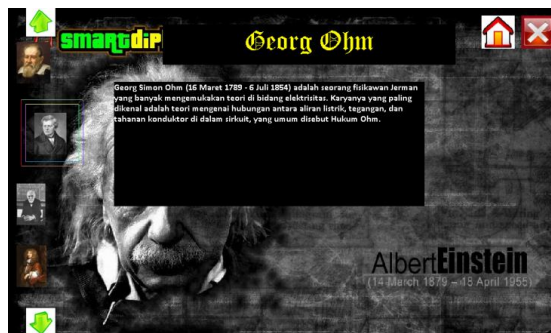 smartdip
Georg Ohm
Georg Simon Ohm (16 Maret 1789 - 6 Juli 1854) adalah seorang fisikawan Jerman
yang banyak mengemukakan teori di bidang elektrisitas. Karyanya yang paling
dikenal adalah teori mengenai hubungan antara aliran listrik, tegangan, dan
tahanan konduktor di dalam sirkuit, yang umum disebut Hukum Ohm.
AlbertEinstein
(14 March 1879 – 18 April 1955)